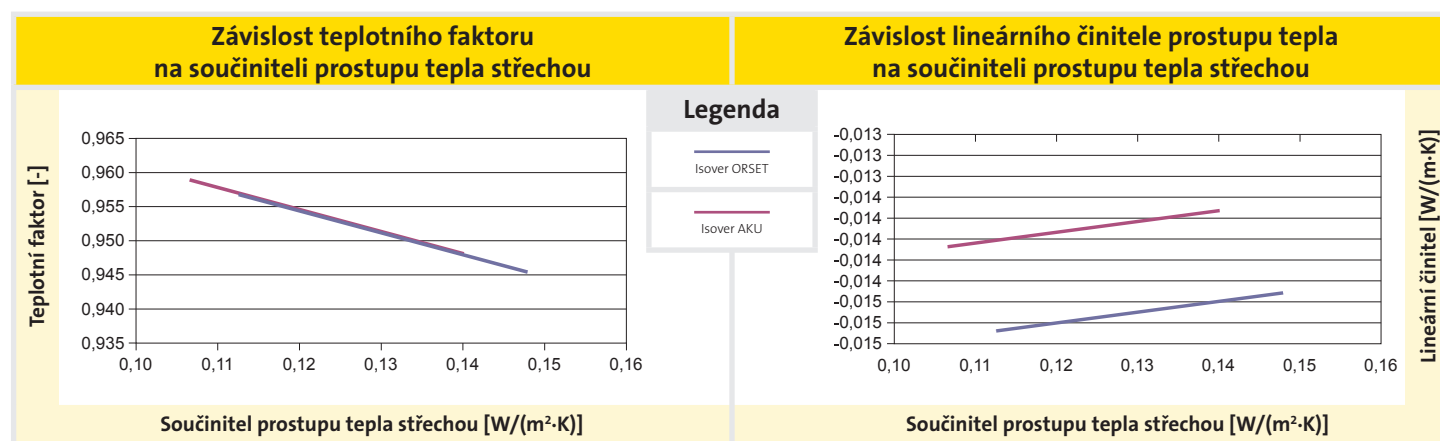 Závislost teplotního faktoru
na součiniteli prostupu tepla střechou
Závislost lineárního činitele prostupu tepla
na součiniteli prostupu tepla střechou
Teplotní faktor [-]
0,965
0,960
0,955
0,950
0,945
0,940
0,935
0,10 0,11 0,12 0,13 0,14 0,15 0,16
Součinitel prostupu tepla střechou [W/(m²·K)]
Legenda
Isover ORSET
Isover AKU
-0,013
-0,013
-0,013
-0,014
-0,014
-0,014
-0,014
-0,014
-0,015
-0,015
-0,015
0,10 0,11 0,12 0,13 0,14 0,15 0,16
Lineární činitel [W/(m·K)]
Součinitel prostupu tepla střechou [W/(m²·K)]